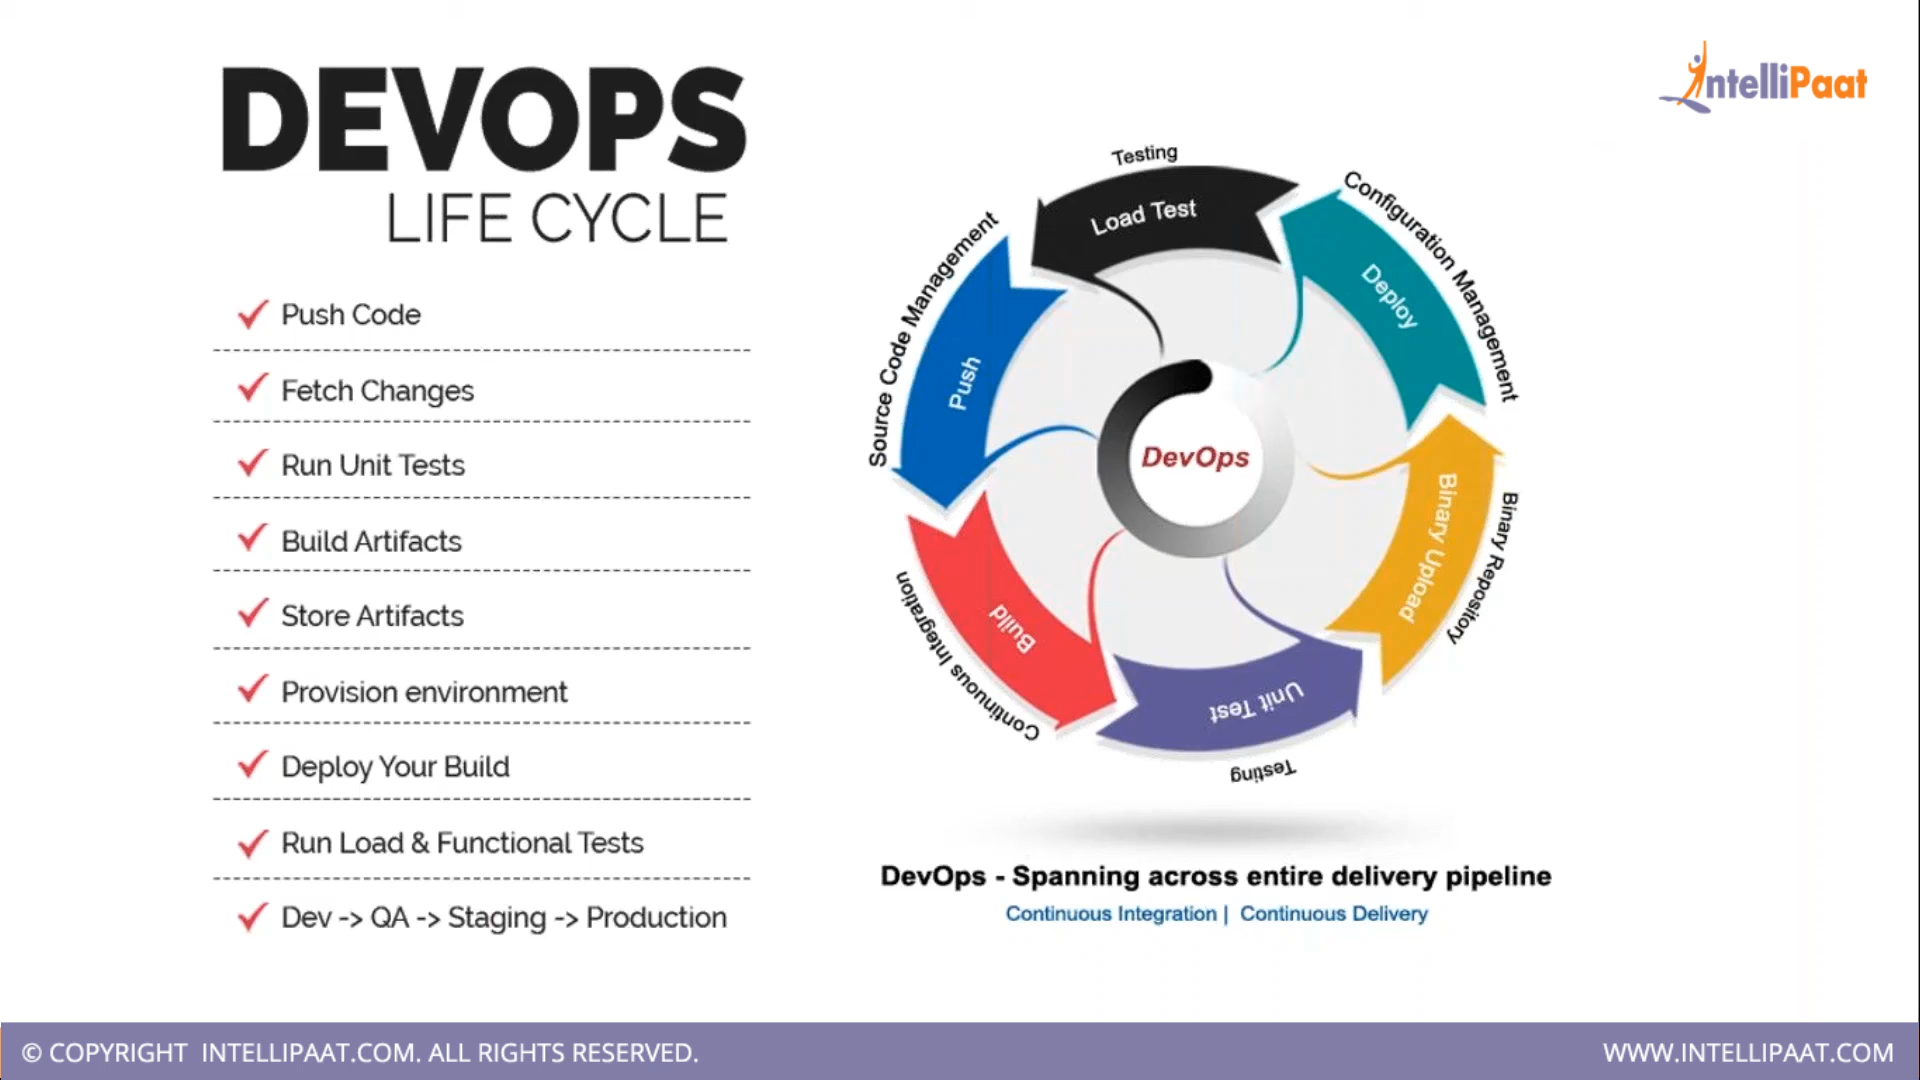 DEVOPS
LIFE CYCLE
Push Code
Fetch Changes
Run Unit Tests
Build Artifacts
Store Artifacts
Provision environment
Deploy Your Build
Run Load & Functional Tests
Dev -> QA -> Staging -> Production
IntelliPaat
Testing
Load Test
Configuration Management
Deploy
Source Code Management
Push
DevOps
Binary Upload
Binary Repository
Build
Continuous Integration
Unit Test
Testing
DevOps - Spanning across entire delivery pipeline
Continuous Integration | Continuous Delivery
© COPYRIGHT INTELLIPAAT.COM. ALL RIGHTS RESERVED.
WWW.INTELLIPAAT.COM